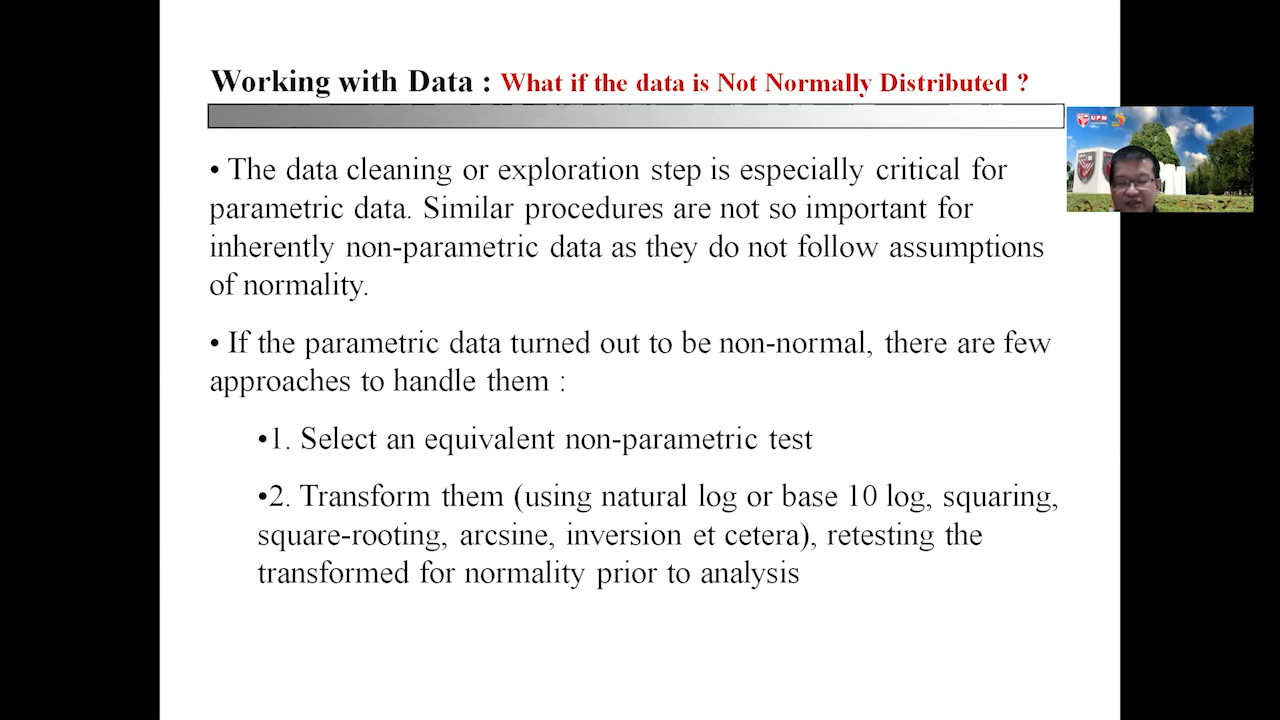 Working with Data : What if the data is Not Normally Distributed ?
• The data cleaning or exploration step is especially critical for
parametric data. Similar procedures are not so important for
inherently non-parametric data as they do not follow assumptions
of normality.
• If the parametric data turned out to be non-normal, there are few
approaches to handle them :
•1. Select an equivalent non-parametric test
•2. Transform them (using natural log or base 10 log, squaring,
square-rooting, arcsine, inversion et cetera), retesting the
transformed for normality prior to analysis
UPM